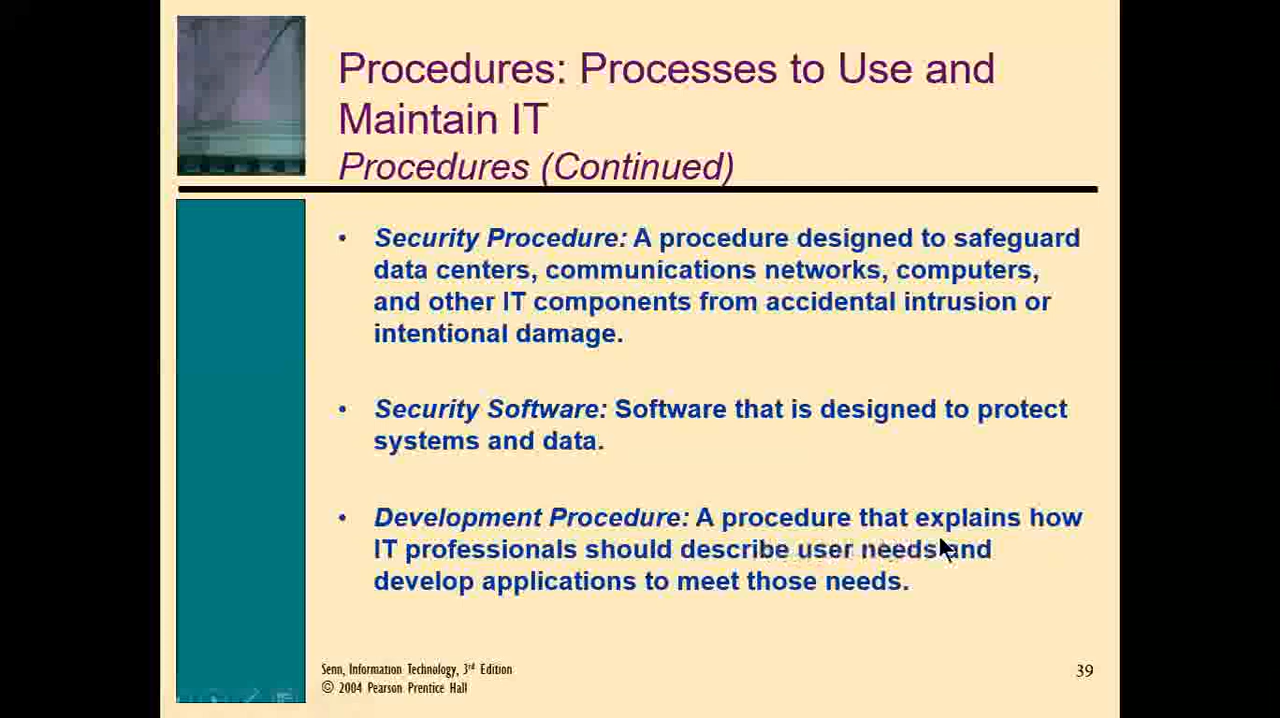 Procedures: Processes to Use and
Maintain IT
Procedures (Continued)
• Security Procedure: A procedure designed to safeguard
data centers, communications networks, computers,
and other IT components from accidental intrusion or
intentional damage.
• Security Software: Software that is designed to protect
systems and data.
• Development Procedure: A procedure that explains how
IT professionals should describe user needs and
develop applications to meet those needs.
Senn, Information Technology, 3rd Edition
© 2004 Pearson Prentice Hall
39